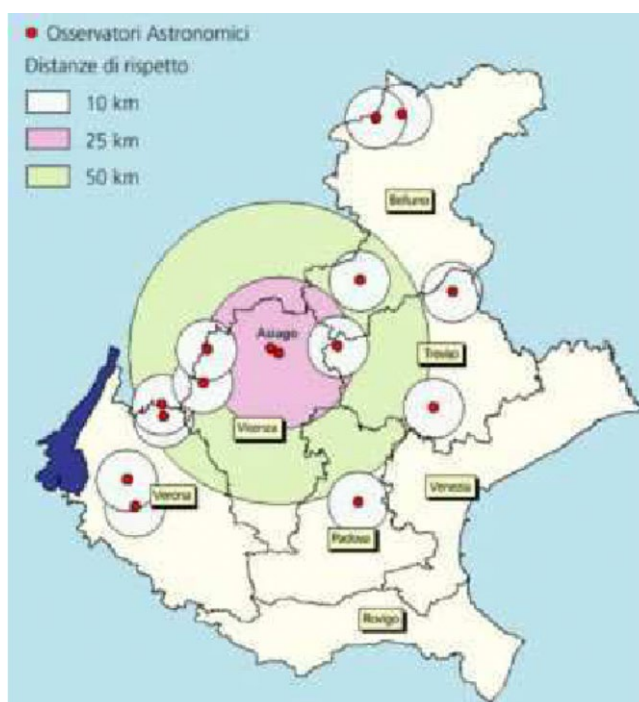 Osservatori Astronomici
Distanze di rispetto
10 km
25 km
50 km
Belluno
Asiago
Treviso
Vicenza
Verona
Venezia
Padova
Rovigo